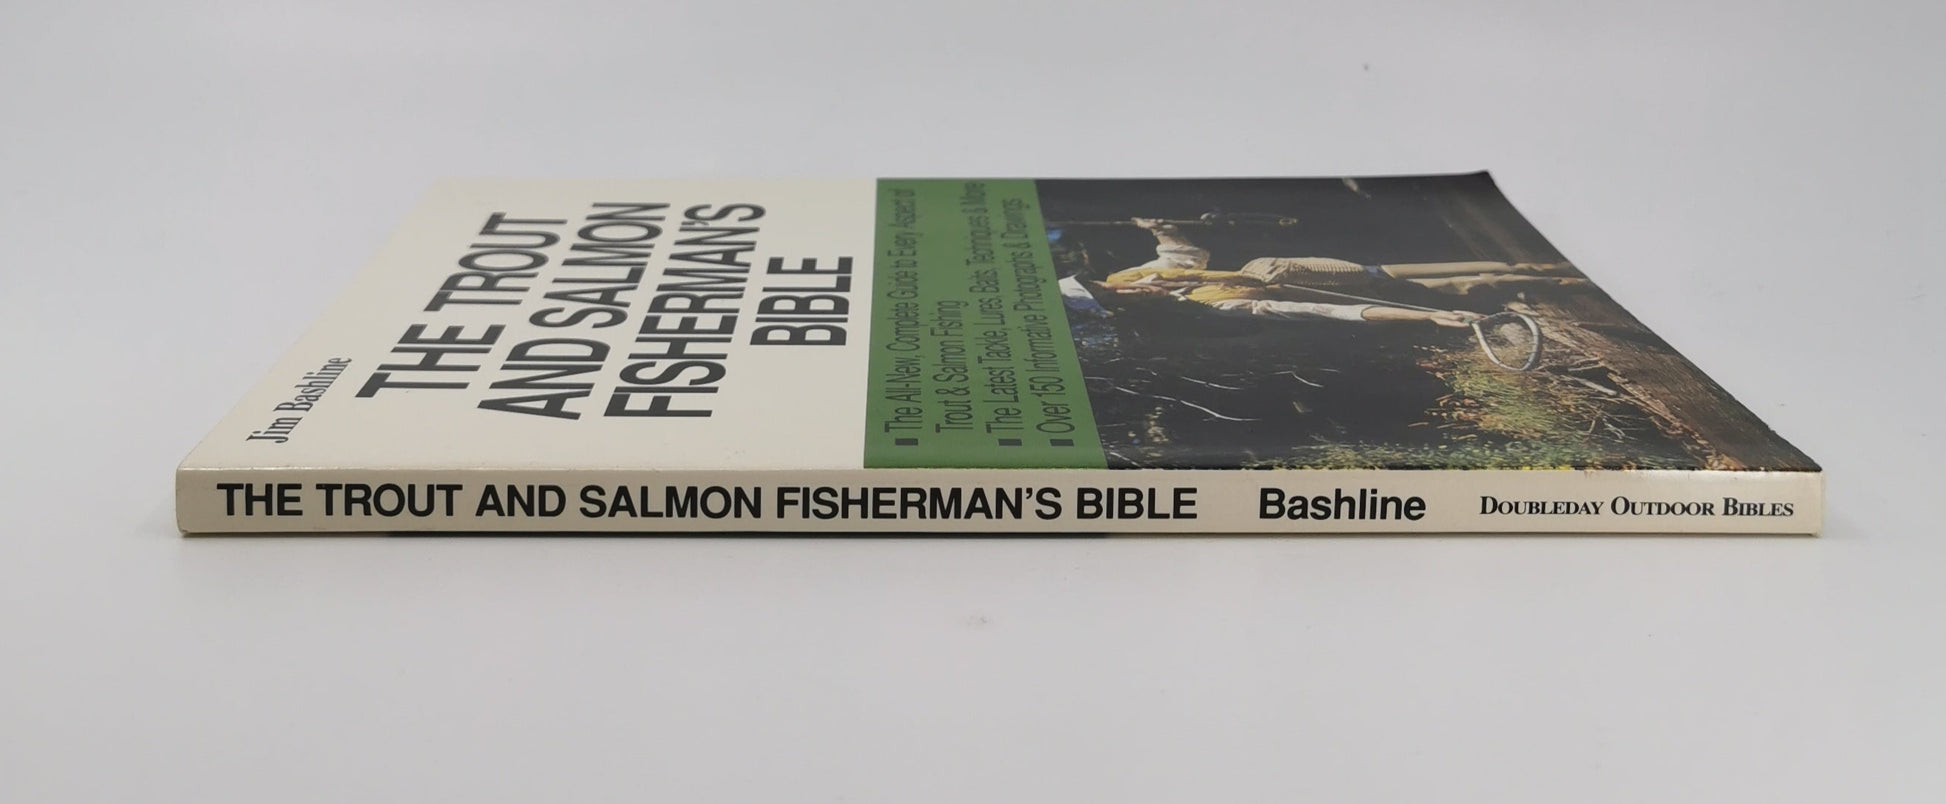 Jim Bashline
THE TROUT
AND SALMON
FISHERMAN'S
BIBLE
■ The All-New, Complete Guide to Every Aspect of
Trout & Salmon Fishing
■ The Latest Tackle, Lures, Baits, Techniques & More
■ Over 150 Informative Photographs & Drawings
THE TROUT AND SALMON FISHERMAN'S BIBLE Bashline DOUBLEDAY OUTDOOR BIBLES